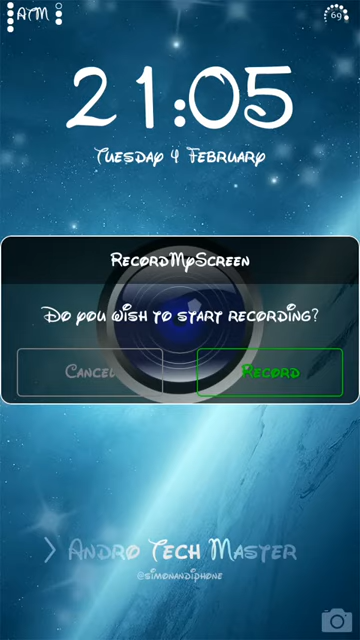 ATM
69
21:05
Tuesday 4 February
RecordMyScreen
Do you wish to start recording?
Cancel
Record
Andro Tech Master
@simonandiphone